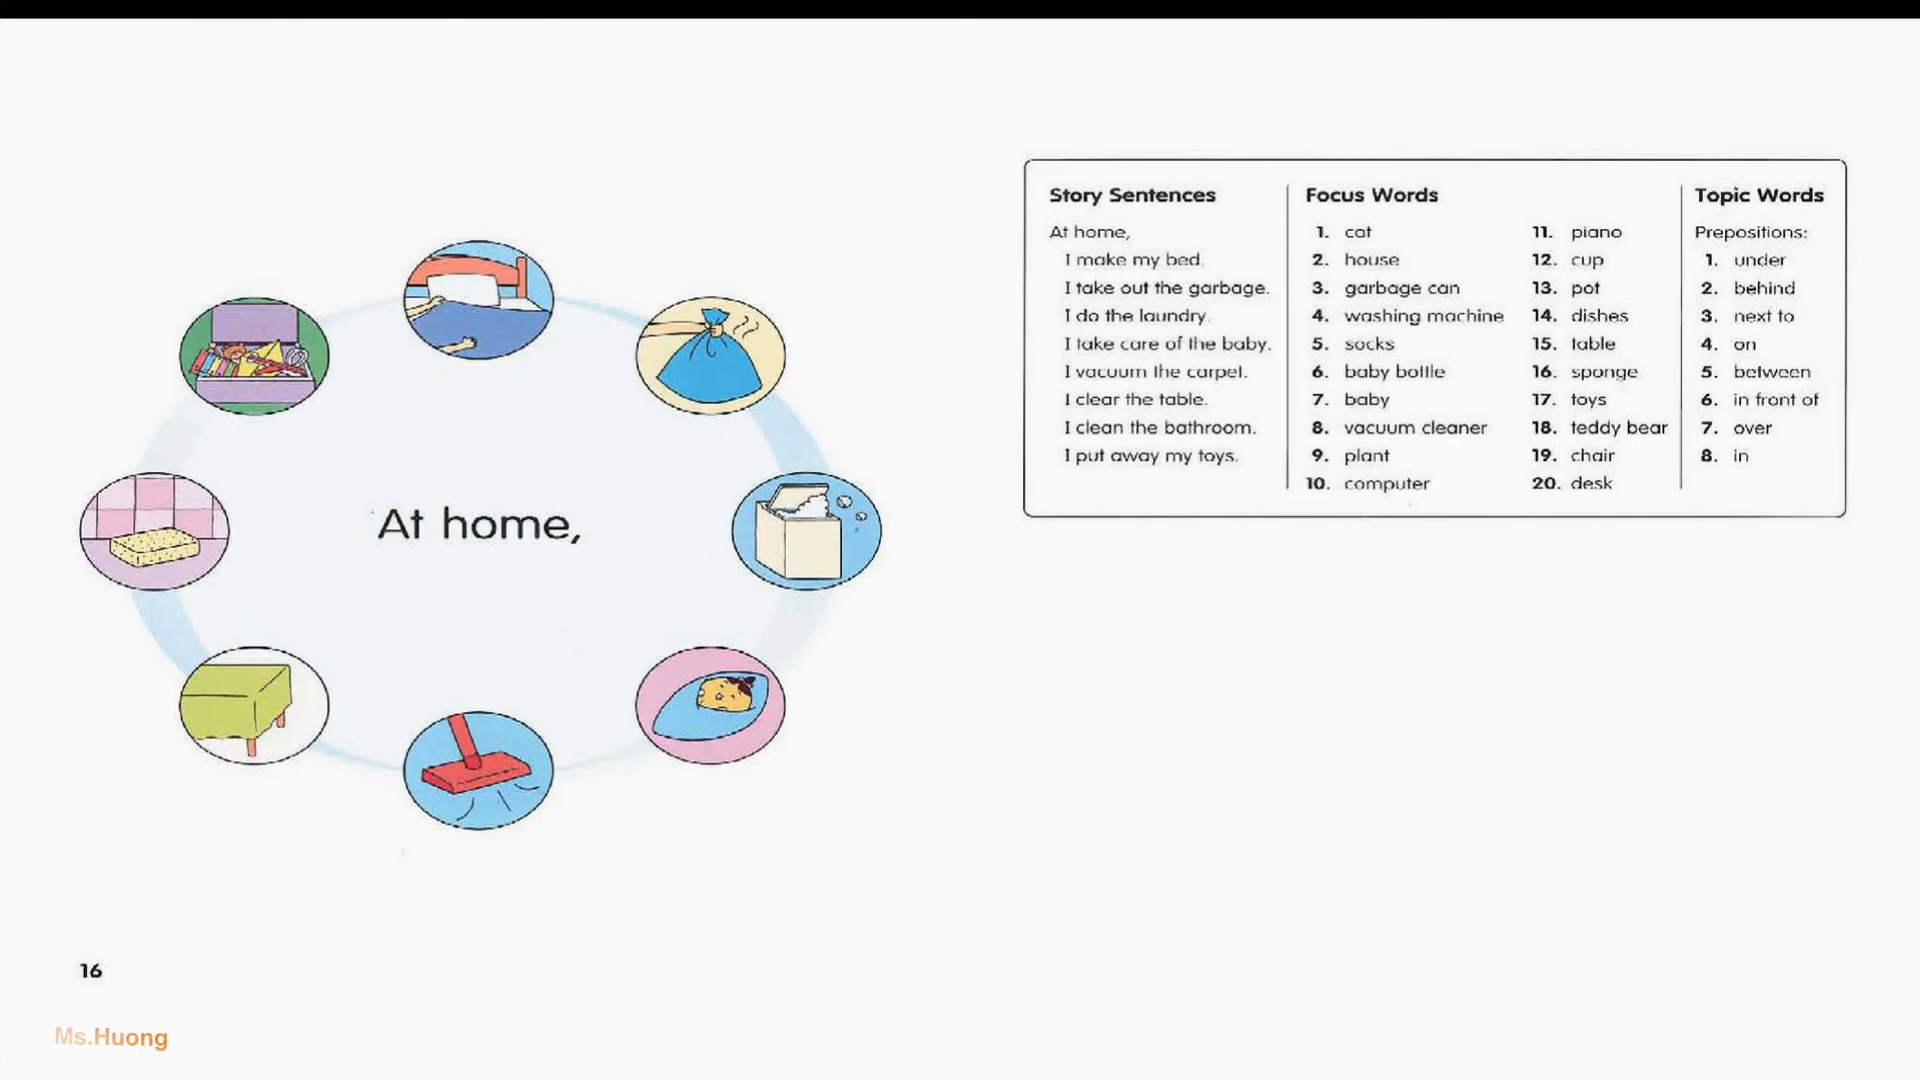 At home,
Story Sentences
At home,
I make my bed.
I take out the garbage.
I do the laundry.
I take care of the baby.
I vacuum the carpet.
I clear the table.
I clean the bathroom.
I put away my toys.
Focus Words
1. cat
2. house
3. garbage can
4. washing machine
5. socks
6. baby bottle
7. baby
8. vacuum cleaner
9. plant
10. computer
11. piano
12. cup
13. pot
14. dishes
15. table
16. sponge
17. toys
18. teddy bear
19. chair
20. desk
Topic Words
Prepositions:
1. under
2. behind
3. next to
4. on
5. between
6. in front of
7. over
8. in
16
Ms.Huong